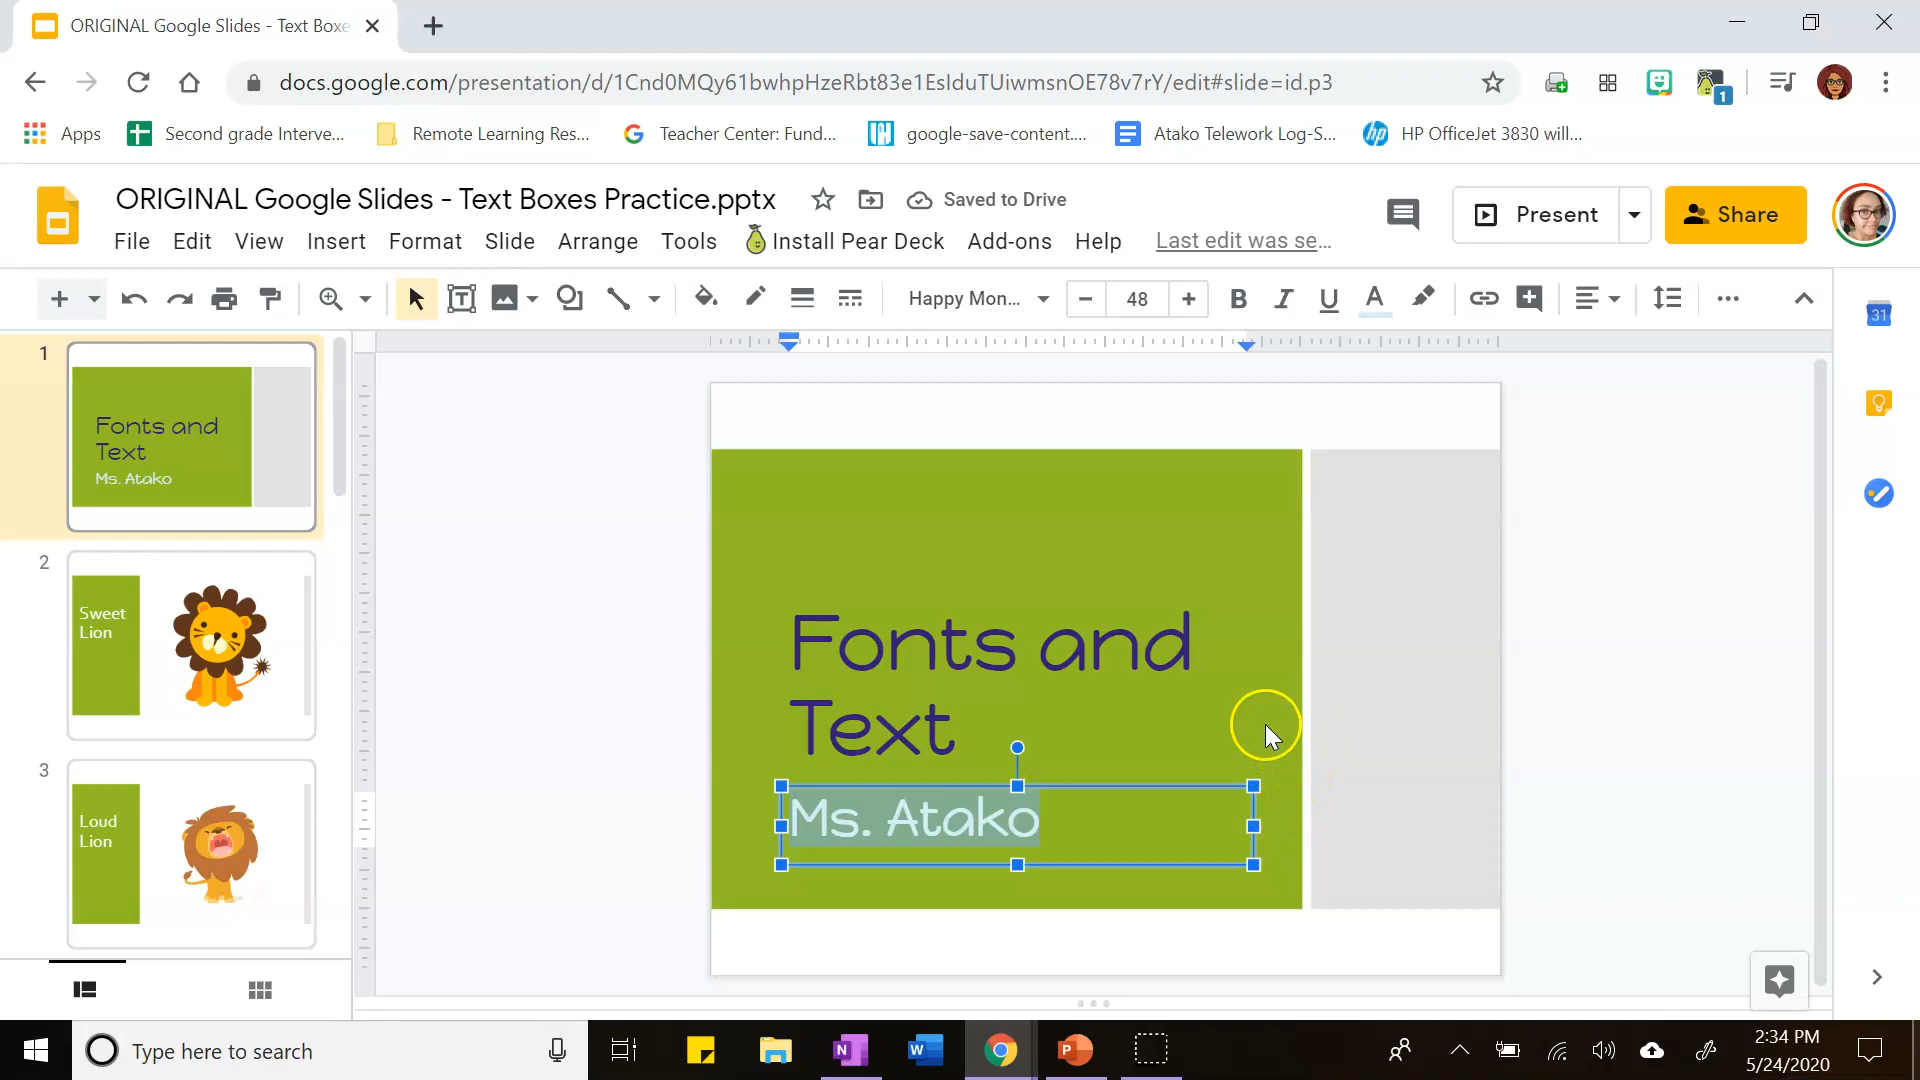 ORIGINAL Google Slides - Text Boxe
docs.google.com/presentation/d/1Cnd0MQy61bwhpHzeRbt83e1EsIduTUiwmsnOE78v7rY/edit#slide=id.p3
1
Apps
Second grade Interve...
Remote Learning Res...
Teacher Center: Fund...
google-save-content....
Atako Telework Log-S...
HP OfficeJet 3830 will...
ORIGINAL Google Slides - Text Boxes Practice.pptx
Saved to Drive
Present
Share
File Edit View Insert Format Slide Arrange Tools Install Pear Deck Add-ons Help Last edit was se...
Happy Mon...
48
B I U A
31
1
Fonts and
Text
Ms. Atako
2
Sweet
Lion
3
Loud
Lion
Fonts and
Text
Ms. Atako
Type here to search
2:34 PM
5/24/2020